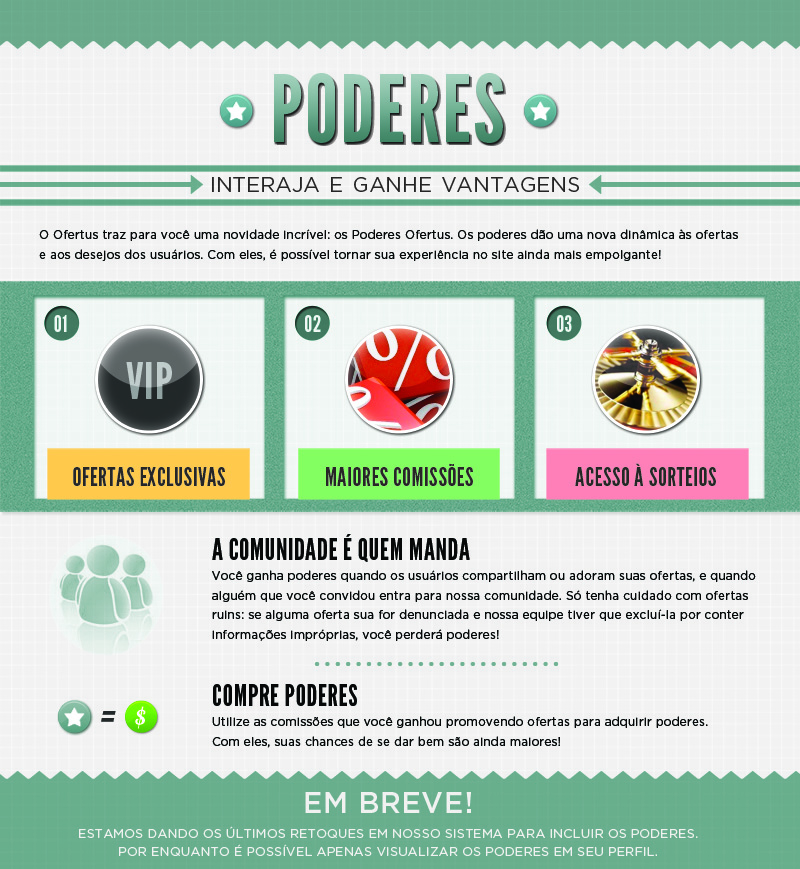 PODERES
INTERAJA E GANHE VANTAGENS
O Ofertus traz para você uma novidade incrível: os Poderes Ofertus. Os poderes dão uma nova dinâmica às ofertas
e aos desejos dos usuários. Com eles, é possível tornar sua experiência no site ainda mais empolgante!
01
VIP
OFERTAS EXCLUSIVAS
02
%
MAIORES COMISSÕES
03
ACESSO À SORTEIOS
A COMUNIDADE É QUEM MANDA
Você ganha poderes quando os usuários compartilham ou adoram suas ofertas, e quando
alguém que você convidou entra para nossa comunidade. Só tenha cuidado com ofertas
ruins: se alguma oferta sua for denunciada e nossa equipe tiver que excluí-la por conter
informações impróprias, você perderá poderes!
= $
COMPRE PODERES
Utilize as comissões que você ganhou promovendo ofertas para adquirir poderes.
Com eles, suas chances de se dar bem são ainda maiores!
EM BREVE!
ESTAMOS DANDO OS ÚLTIMOS RETOQUES EM NOSSO SISTEMA PARA INCLUIR OS PODERES.
POR ENQUANTO É POSSÍVEL APENAS VISUALIZAR OS PODERES EM SEU PERFIL.